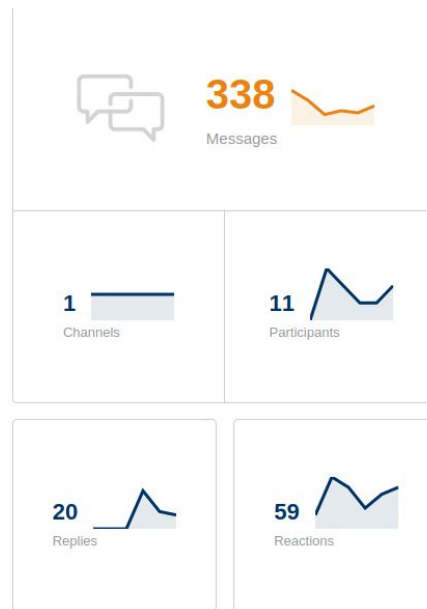 338
Messages
1
Channels
11
Participants
20
Replies
59
Reactions